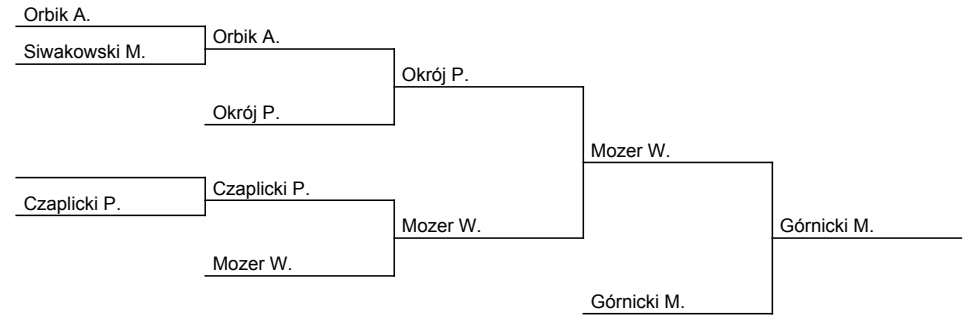 Orbik A.
Orbik A.
Siwakowski M.
Okrój P.
Okrój P.
Mozer W.
Czaplicki P.
Czaplicki P.
Mozer W.
Górnicki M.
Mozer W.
Górnicki M.